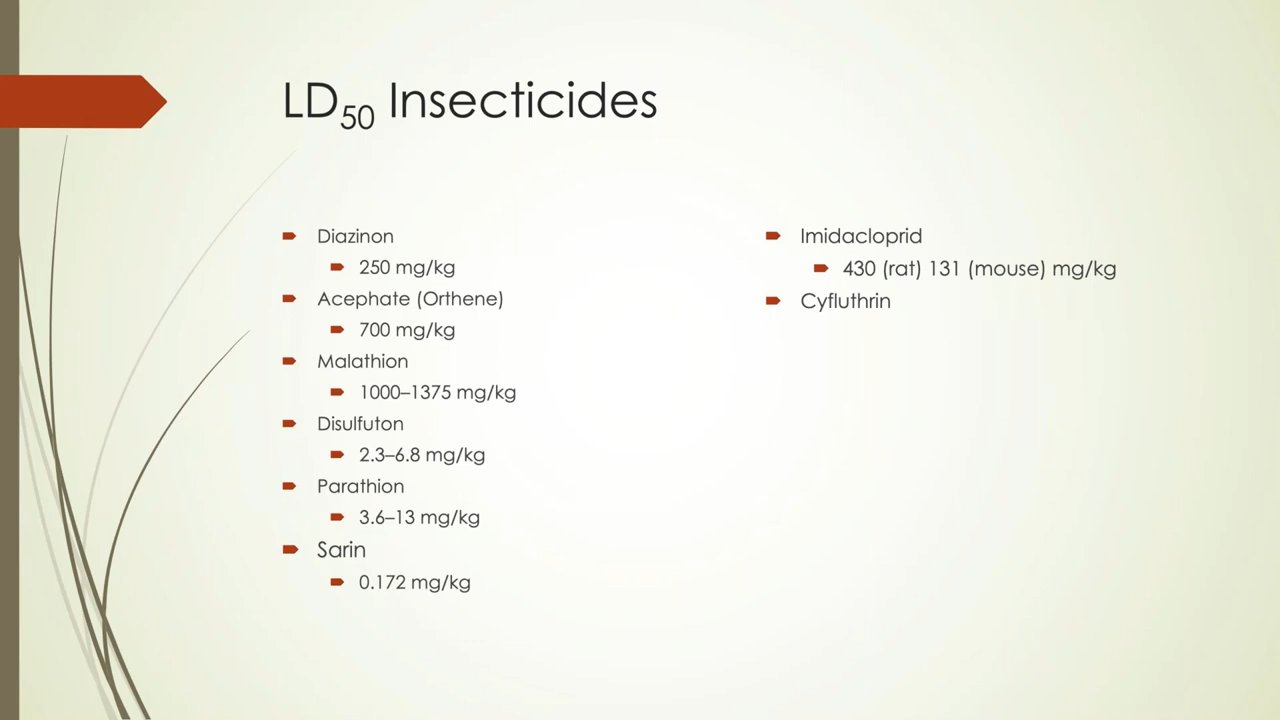 LD50 Insecticides
Diazinon
250 mg/kg
Acephate (Orthene)
700 mg/kg
Malathion
1000–1375 mg/kg
Disulfuton
2.3–6.8 mg/kg
Parathion
3.6–13 mg/kg
Sarin
0.172 mg/kg
Imidacloprid
430 (rat) 131 (mouse) mg/kg
Cyfluthrin